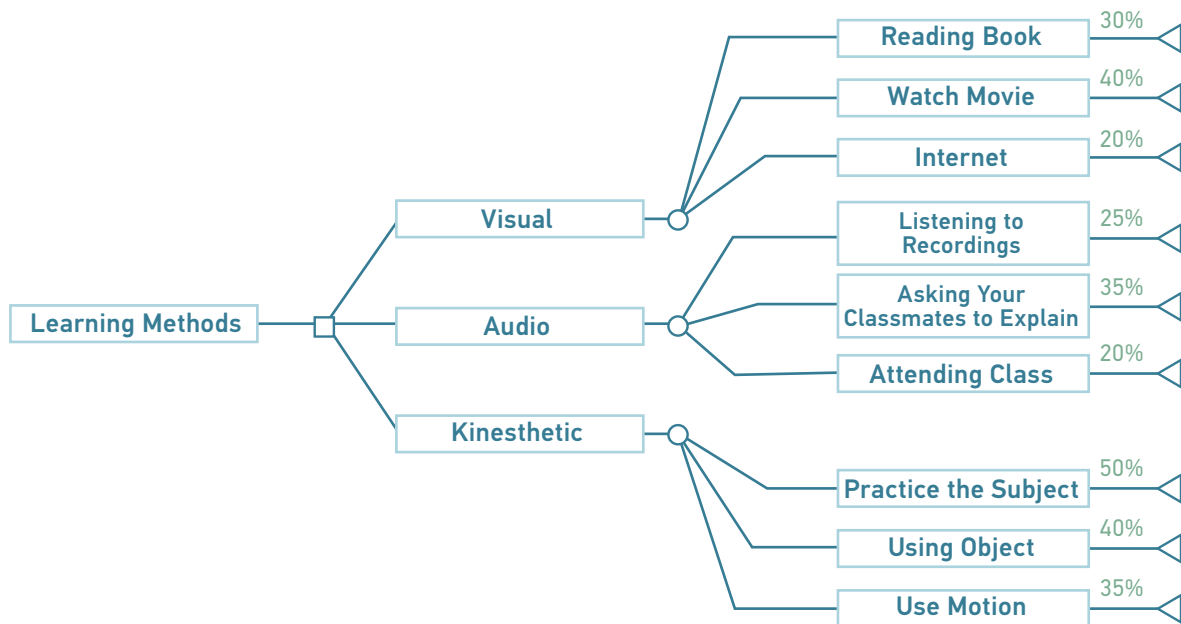 Learning Methods
Visual
Reading Book
30%
Watch Movie
40%
Internet
20%
Audio
Listening to
Recordings
25%
Asking Your
Classmates to Explain
35%
Attending Class
20%
Kinesthetic
Practice the Subject
50%
Using Object
40%
Use Motion
35%